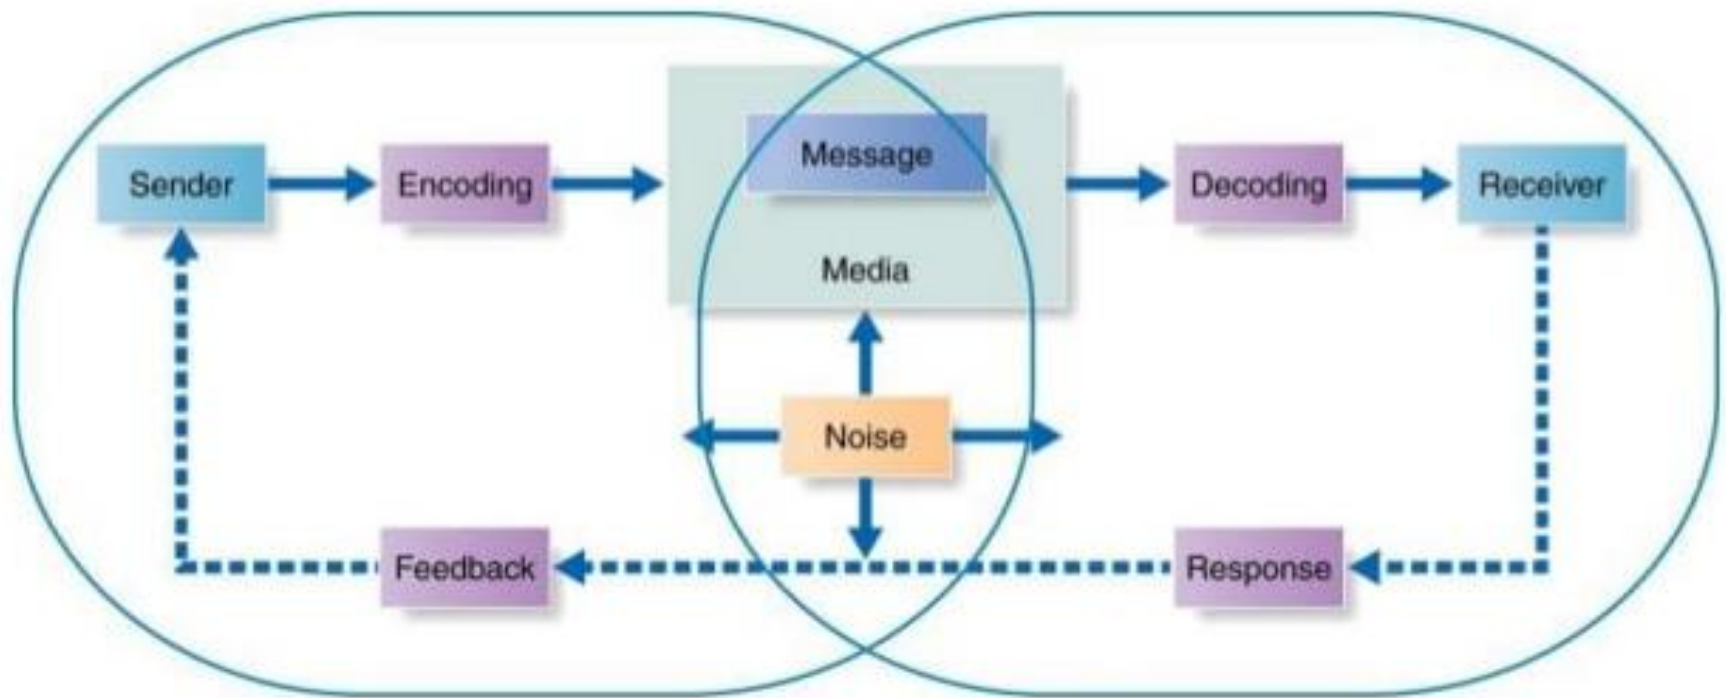 Sender
Encoding
Message
Media
Decoding
Receiver
Noise
Feedback
Response